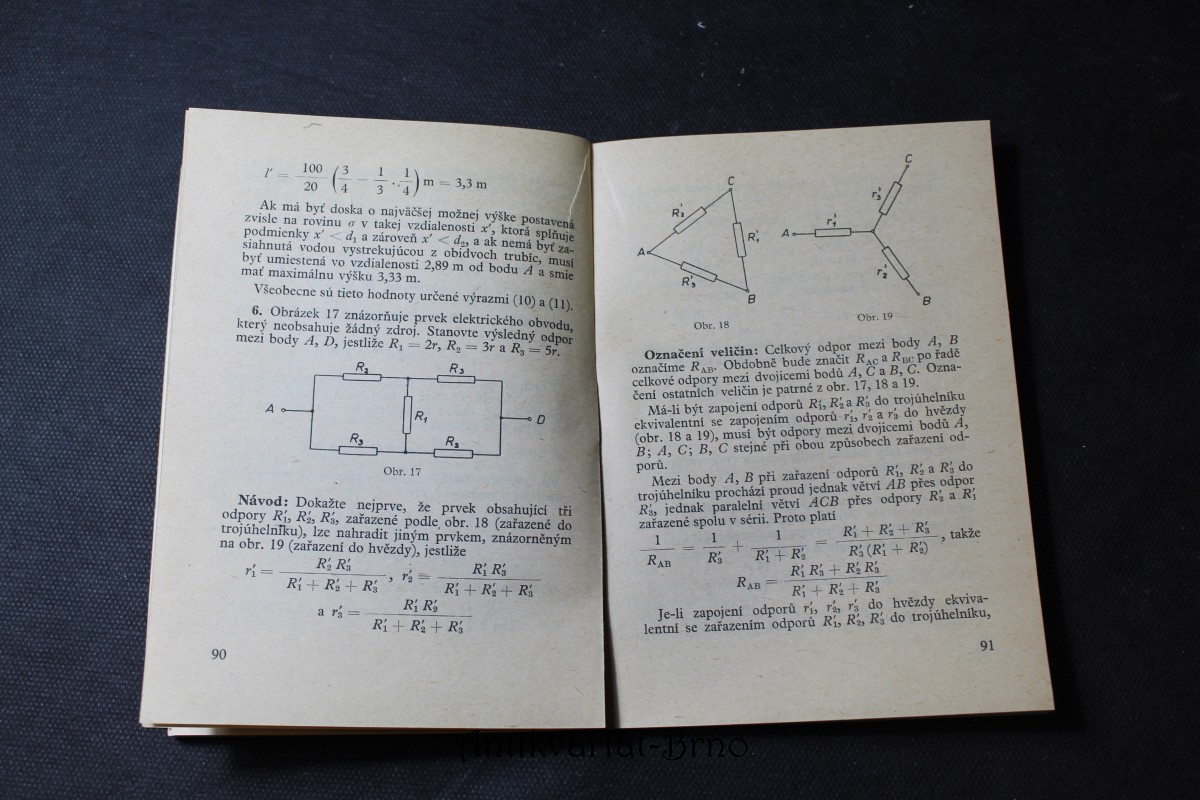 l′ = 100/20 (3/4 − 1/3 . 1/4) m = 3,3 m
Ak má byť doska o najväčšej možnej výške postavená
zvisle na rovinu σ v takej vzdialenosti x′, ktorá splňuje
podmienky x′ < d₁ a zároveň x′ < d₂, a ak nemá byť za-
siahnutá vodou vystrekujúcou z obidvoch trubíc, musí
byť umiestená vo vzdialenosti 2,89 m od bodu A a smie
mať maximálnu výšku 3,33 m.
Všeobecne sú tieto hodnoty určené výrazmi (10) a (11).
6. Obrázek 17 znázorňuje prvek elektrického obvodu,
který neobsahuje žádný zdroj. Stanovte výsledný odpor
mezi body A, D, jestliže R₁ = 2r, R₂ = 3r a R₃ = 5r.
R₂ R₃
A R₁ D
R₃ R₂
Obr. 17
Návod: Dokažte nejprve, že prvek obsahující tři
odpory R′₁, R′₂, R′₃, zařazené podle obr. 18 (zařazené do
trojúhelníku), lze nahradit jiným prvkem, znázorněným
na obr. 19 (zařazení do hvězdy), jestliže
r′₁ = R′₂ R′₃ / (R′₁ + R′₂ + R′₃) , r′₂ = R′₁ R′₃ / (R′₁ + R′₂ + R′₃)
a r′₃ = R′₁ R′₂ / (R′₁ + R′₂ + R′₃)
90
C
R′₂ R′₁
A
R′₃
B
Obr. 18
C
r′₃
A r′₁
r′₂
B
Obr. 19
Označení veličin: Celkový odpor mezi body A, B
označíme R_AB. Obdobně bude značit R_AC a R_BC po řadě
celkové odpory mezi dvojicemi bodů A, C a B, C. Ozna-
čení ostatních veličin je patrné z obr. 17, 18 a 19.
Má-li být zapojení odporů R′₁, R′₂ a R′₃ do trojúhelníku
ekvivalentní se zapojením odporů r′₁, r′₂ a r′₃ do hvězdy
(obr. 18 a 19), musí být odpory mezi dvojicemi bodů A,
B; A, C; B, C stejné při obou způsobech zařazení od-
porů.
Mezi body A, B při zařazení odporů R′₁, R′₂ a R′₃ do
trojúhelníku prochází proud jednak větví AB přes odpor
R′₃, jednak paralelní větví ACB přes odpory R′₂ a R′₁
zařazené spolu v sérii. Proto platí
1/R_AB = 1/R′₃ + 1/(R′₁ + R′₂) = (R′₁ + R′₂ + R′₃) / (R′₃ (R′₁ + R′₂)) , takže
R_AB = (R′₁ R′₃ + R′₂ R′₃) / (R′₁ + R′₂ + R′₃)
Je-li zapojení odporů r′₁, r′₂, r′₃ do hvězdy ekviva-
lentní se zařazením odporů R′₁, R′₂, R′₃ do trojúhelníku,
91
Antikvariat-Brno